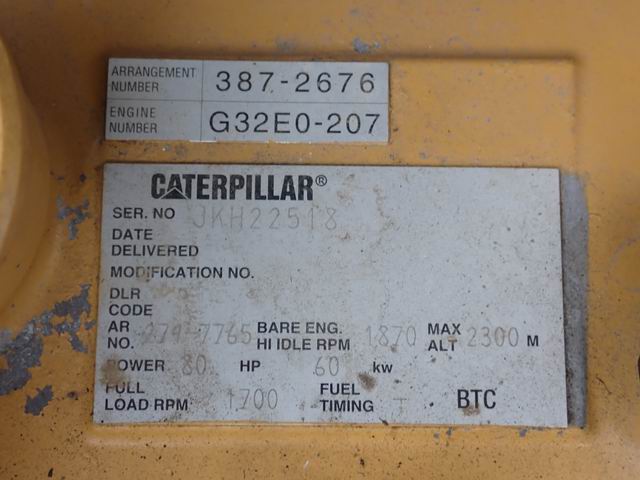 ARRANGEMENT NUMBER 387-2676
ENGINE NUMBER G32E0-207
CATERPILLAR®
SER. NO JKH22518
DATE
DELIVERED
MODIFICATION NO.
DLR
CODE
AR NO. 279-7765 BARE ENG. HI IDLE RPM 1870 MAX ALT 2300 M
POWER 80 HP 60 kw
FULL LOAD RPM 1700 FUEL TIMING – BTC